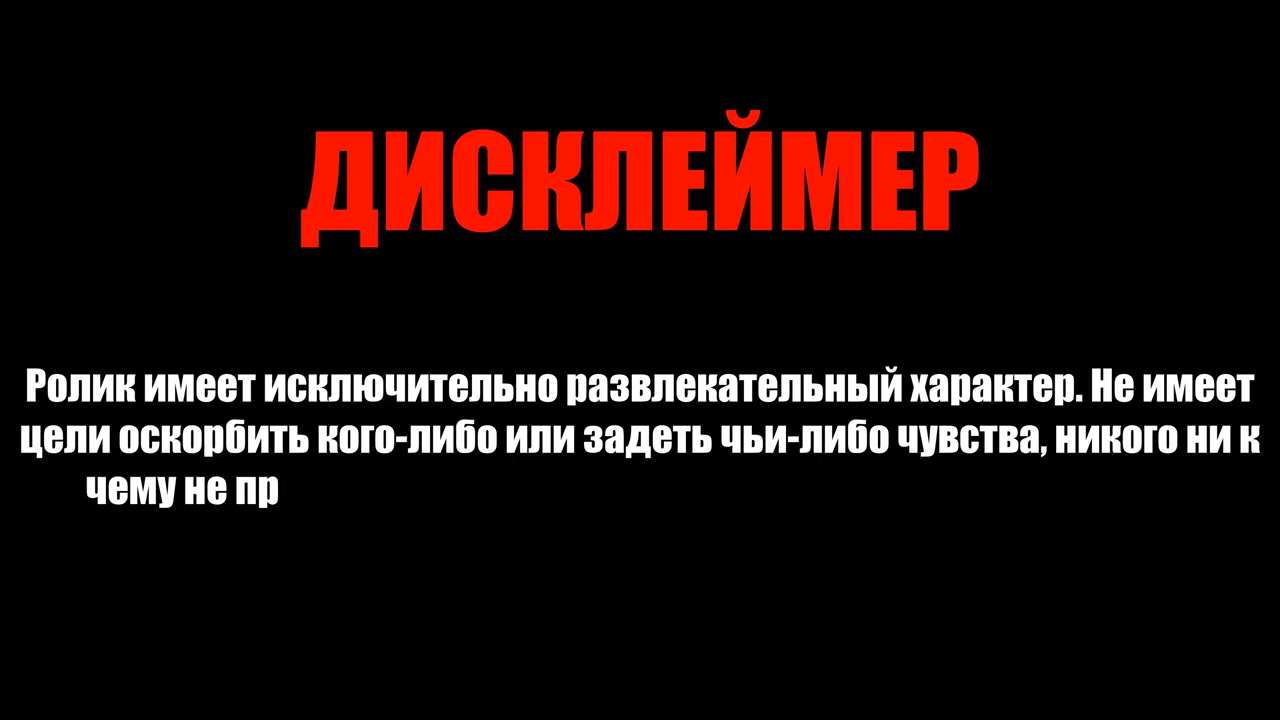 ДИСКЛЕЙМЕР
Ролик имеет исключительно развлекательный характер. Не имеет
цели оскорбить кого-либо или задеть чьи-либо чувства, никого ни к
чему не пр